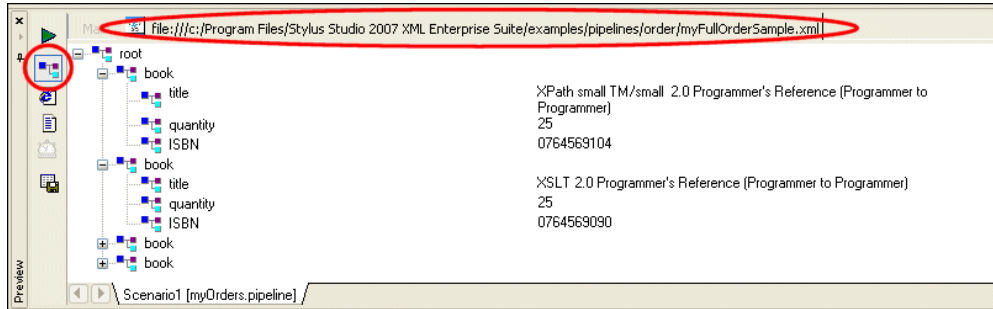 file:///c:/Program Files/Stylus Studio 2007 XML Enterprise Suite/examples/pipelines/order/myFullOrderSample.xml
root
book
title XPath small TM/small 2.0 Programmer's Reference (Programmer to
Programmer)
quantity 25
ISBN 0764569104
book
title XSLT 2.0 Programmer's Reference (Programmer to Programmer)
quantity 25
ISBN 0764569090
book
book
Preview
Scenario1 [myOrders.pipeline]